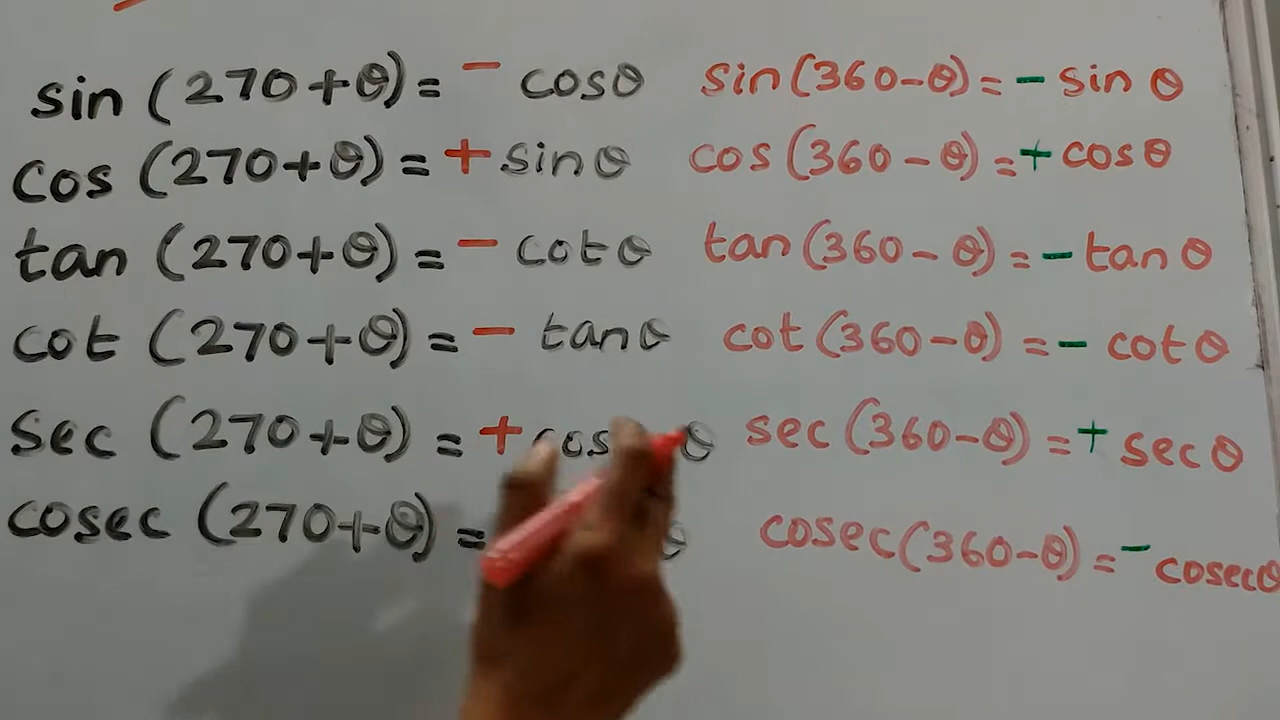 sin (270+θ) = - cosθ
cos (270+θ) = + sinθ
tan (270+θ) = - cotθ
cot (270+θ) = - tanθ
sec (270+θ) = + θ
cosec (270+θ) = θ
sin(360-θ) = - sin θ
cos (360 - θ) = + cosθ
tan (360 - θ) = - tan θ
cot (360 - θ) = - cot θ
sec (360-θ) = + sec θ
cosec (360-θ) = - cosecθ